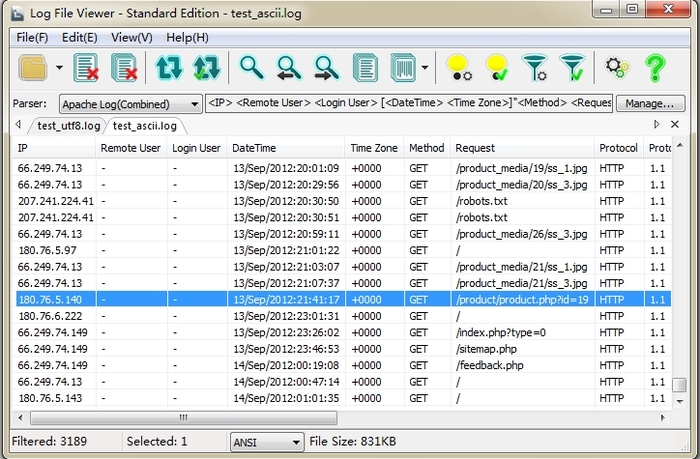 Log File Viewer - Standard Edition - test_ascii.log
File(F) Edit(E) View(V) Help(H)
Parser: Apache Log(Combined) <IP> <Remote User> <Login User> [<DateTime> <Time Zone>]"<Method> <Reques Manage...
test_utf8.log test_ascii.log
IP Remote User Login User DateTime Time Zone Method Request Protocol Proto
66.249.74.13 - - 13/Sep/2012:20:01:09 +0000 GET /product_media/19/ss_1.jpg HTTP 1.1
66.249.74.13 - - 13/Sep/2012:20:29:56 +0000 GET /product_media/20/ss_3.jpg HTTP 1.1
207.241.224.41 - - 13/Sep/2012:20:30:50 +0000 GET /robots.txt HTTP 1.1
207.241.224.41 - - 13/Sep/2012:20:30:51 +0000 GET /robots.txt HTTP 1.1
66.249.74.13 - - 13/Sep/2012:20:59:11 +0000 GET /product_media/26/ss_3.jpg HTTP 1.1
180.76.5.97 - - 13/Sep/2012:21:01:22 +0000 GET / HTTP 1.1
66.249.74.13 - - 13/Sep/2012:21:03:07 +0000 GET /product_media/21/ss_1.jpg HTTP 1.1
66.249.74.13 - - 13/Sep/2012:21:07:37 +0000 GET /product_media/21/ss_3.jpg HTTP 1.1
180.76.5.140 - - 13/Sep/2012:21:41:17 +0000 GET /product/product.php?id=19 HTTP 1.1
180.76.6.222 - - 13/Sep/2012:23:01:31 +0000 GET / HTTP 1.1
66.249.74.149 - - 13/Sep/2012:23:26:02 +0000 GET /index.php?type=0 HTTP 1.1
66.249.74.149 - - 13/Sep/2012:23:46:53 +0000 GET /sitemap.php HTTP 1.1
66.249.74.149 - - 14/Sep/2012:00:19:08 +0000 GET /feedback.php HTTP 1.1
66.249.74.13 - - 14/Sep/2012:00:47:14 +0000 GET / HTTP 1.1
180.76.5.143 - - 14/Sep/2012:01:01:35 +0000 GET / HTTP 1.1
Filtered: 3189 Selected: 1 ANSI File Size: 831KB